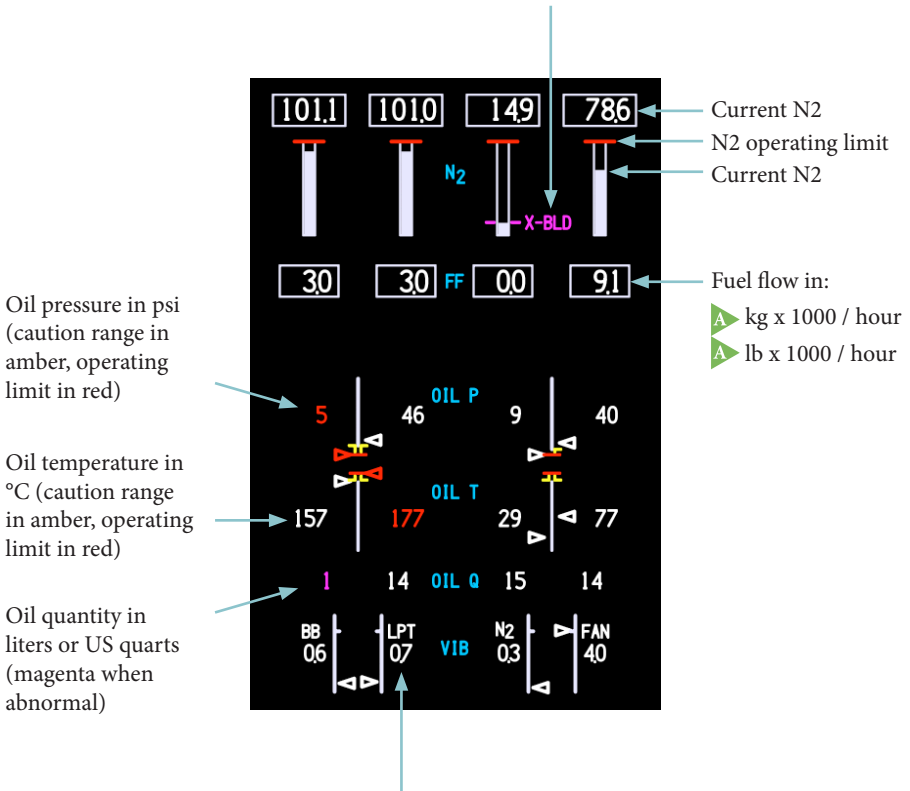 101.1 101.0 14.9 78.6
Current N2
N2 operating limit
N2
Current N2
X-BLD
3.0 3.0 FF 0.0 9.1
Fuel flow in:
A kg x 1000 / hour
A lb x 1000 / hour
Oil pressure in psi
(caution range in
amber, operating
limit in red)
OIL P
5 46 9 40
Oil temperature in
°C (caution range
in amber, operating
limit in red)
OIL T
157 177 29 77
1 14 OIL Q 15 14
Oil quantity in
liters or US quarts
(magenta when
abnormal)
BB LPT N2 FAN
0.6 0.7 VIB 0.3 4.0